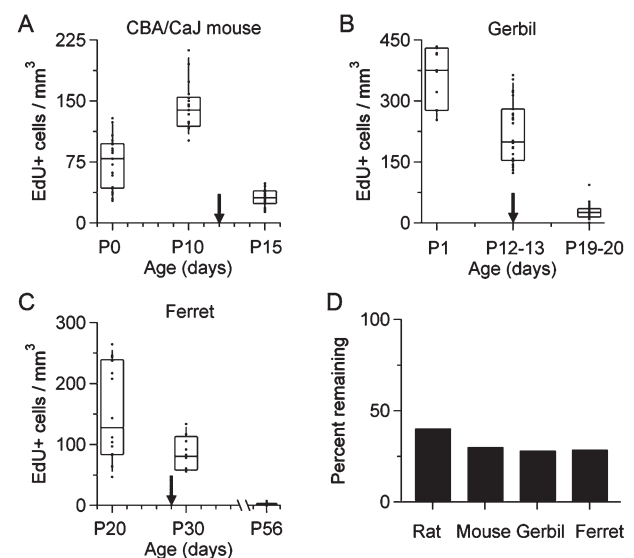 A
CBA/CaJ mouse
225
150
75
0
EdU+ cells / mm³
P0 P10 P15
Age (days)
B
Gerbil
450
300
150
0
EdU+ cells / mm³
P1 P12-13 P19-20
Age (days)
C
Ferret
300
200
100
0
EdU+ cells / mm³
P20 P30 P56
Age (days)
D
100
50
0
Percent remaining
Rat Mouse Gerbil Ferret